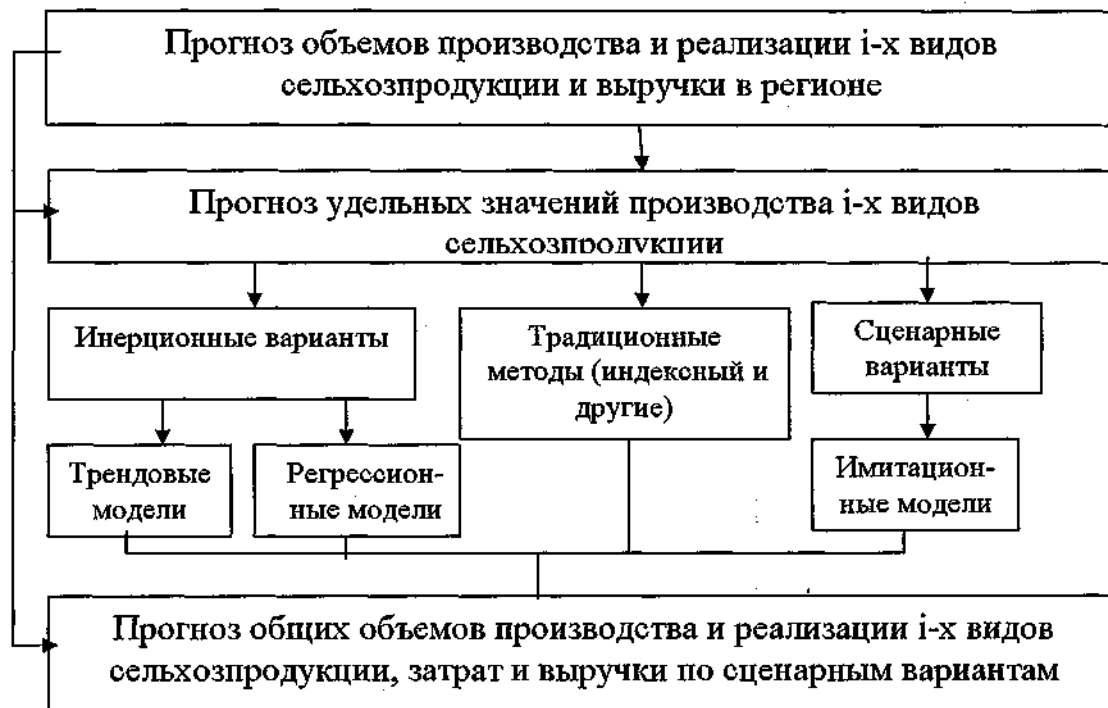 Прогноз объемов производства и реализации i-х видов
сельхозпродукции и выручки в регионе
Прогноз удельных значений производства i-х видов
сельхозпродукции
Инерционные варианты
Традиционные
методы (индексный и
другие)
Сценарные
варианты
Трендовые
модели
Регрессион-
ные модели
Имитацион-
ные модели
Прогноз общих объемов производства и реализации i-х видов
сельхозпродукции, затрат и выручки по сценарным вариантам